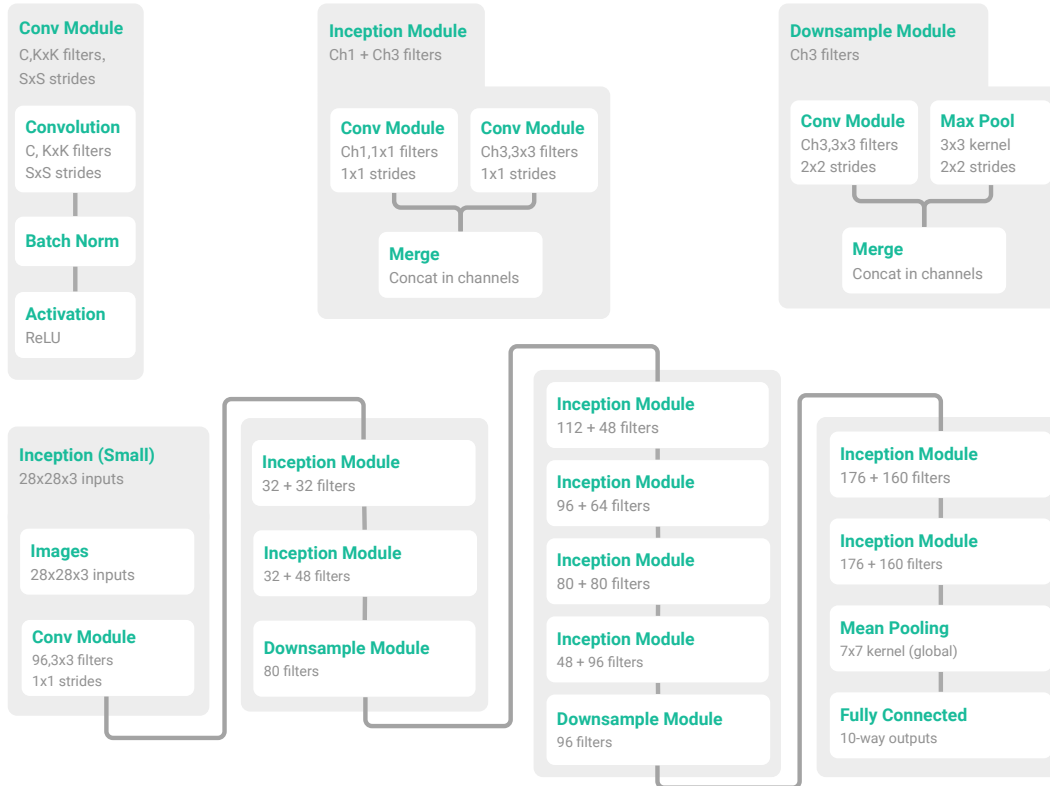 Conv Module
C,KxK filters,
SxS strides
Convolution
C, KxK filters
SxS strides
Batch Norm
Activation
ReLU
Inception Module
Ch1 + Ch3 filters
Conv Module
Ch1,1x1 filters
1x1 strides
Conv Module
Ch3,3x3 filters
1x1 strides
Merge
Concat in channels
Downsample Module
Ch3 filters
Conv Module
Ch3,3x3 filters
2x2 strides
Max Pool
3x3 kernel
2x2 strides
Merge
Concat in channels
Inception (Small)
28x28x3 inputs
Images
28x28x3 inputs
Conv Module
96,3x3 filters
1x1 strides
Inception Module
32 + 32 filters
Inception Module
32 + 48 filters
Downsample Module
80 filters
Inception Module
112 + 48 filters
Inception Module
96 + 64 filters
Inception Module
80 + 80 filters
Inception Module
48 + 96 filters
Downsample Module
96 filters
Inception Module
176 + 160 filters
Inception Module
176 + 160 filters
Mean Pooling
7x7 kernel (global)
Fully Connected
10-way outputs